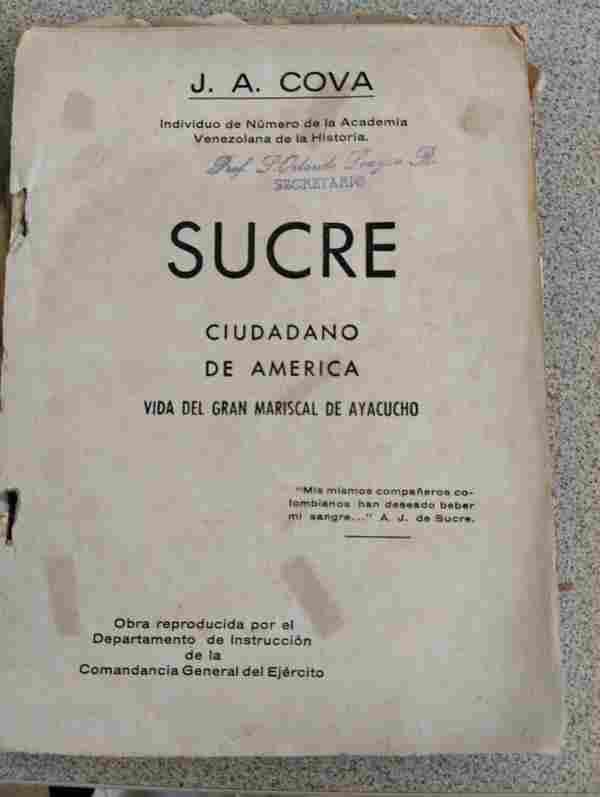 J. A. COVA
Individuo de Número de la Academia
Venezolana de la Historia.
Prof.
SECRETARIO
SUCRE
CIUDADANO
DE AMERICA
VIDA DEL GRAN MARISCAL DE AYACUCHO
"Mis mismos compañeros co-
lombianos han deseado beber
mi sangre..." A. J. de Sucre.
Obra reproducida por el
Departamento de Instrucción
de la
Comandancia General del Ejército